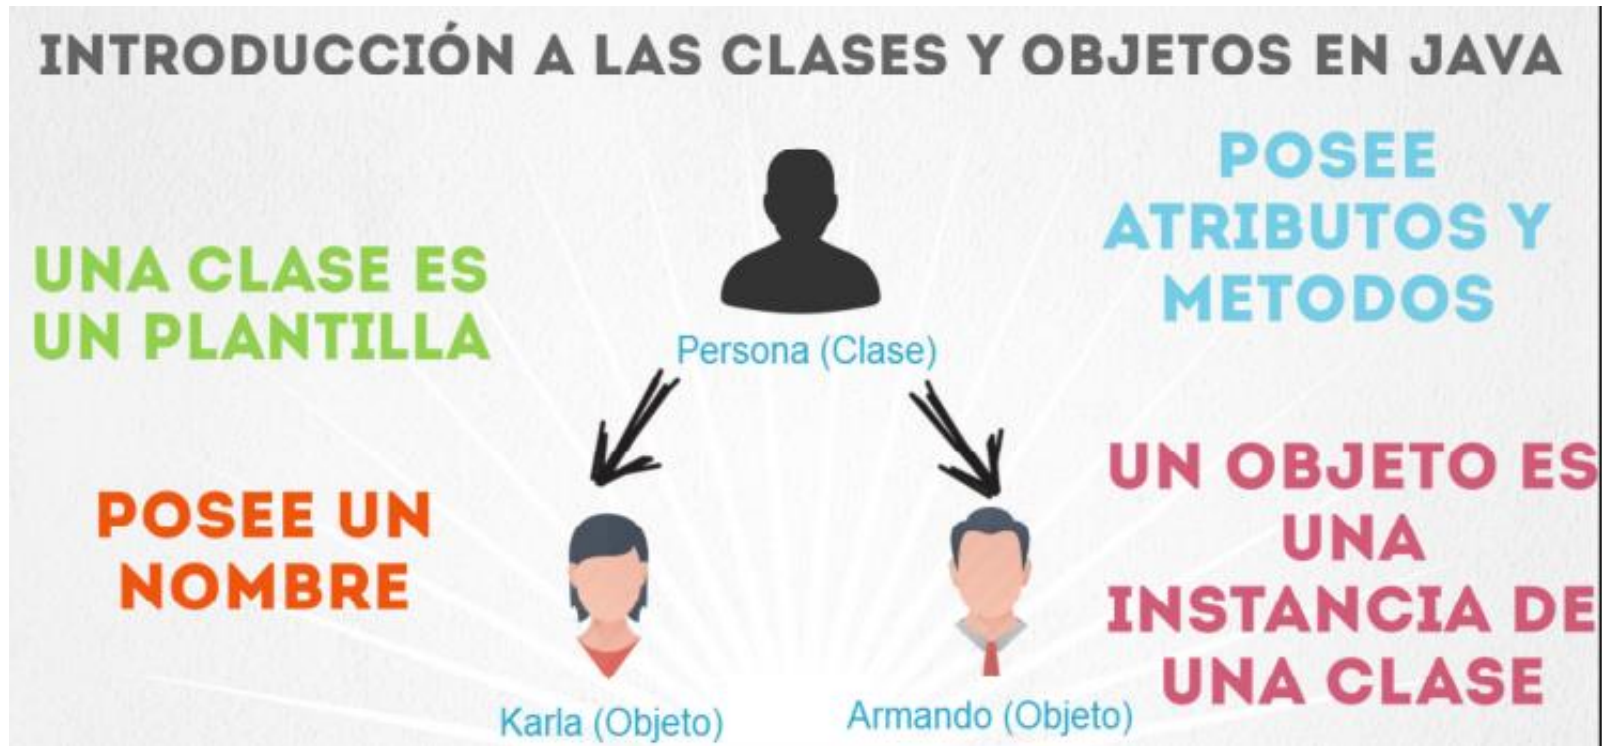 INTRODUCCIÓN A LAS CLASES Y OBJETOS EN JAVA
UNA CLASE ES
UN PLANTILLA
POSEE
ATRIBUTOS Y
METODOS
Persona (Clase)
POSEE UN
NOMBRE
UN OBJETO ES
UNA
INSTANCIA DE
UNA CLASE
Karla (Objeto)
Armando (Objeto)